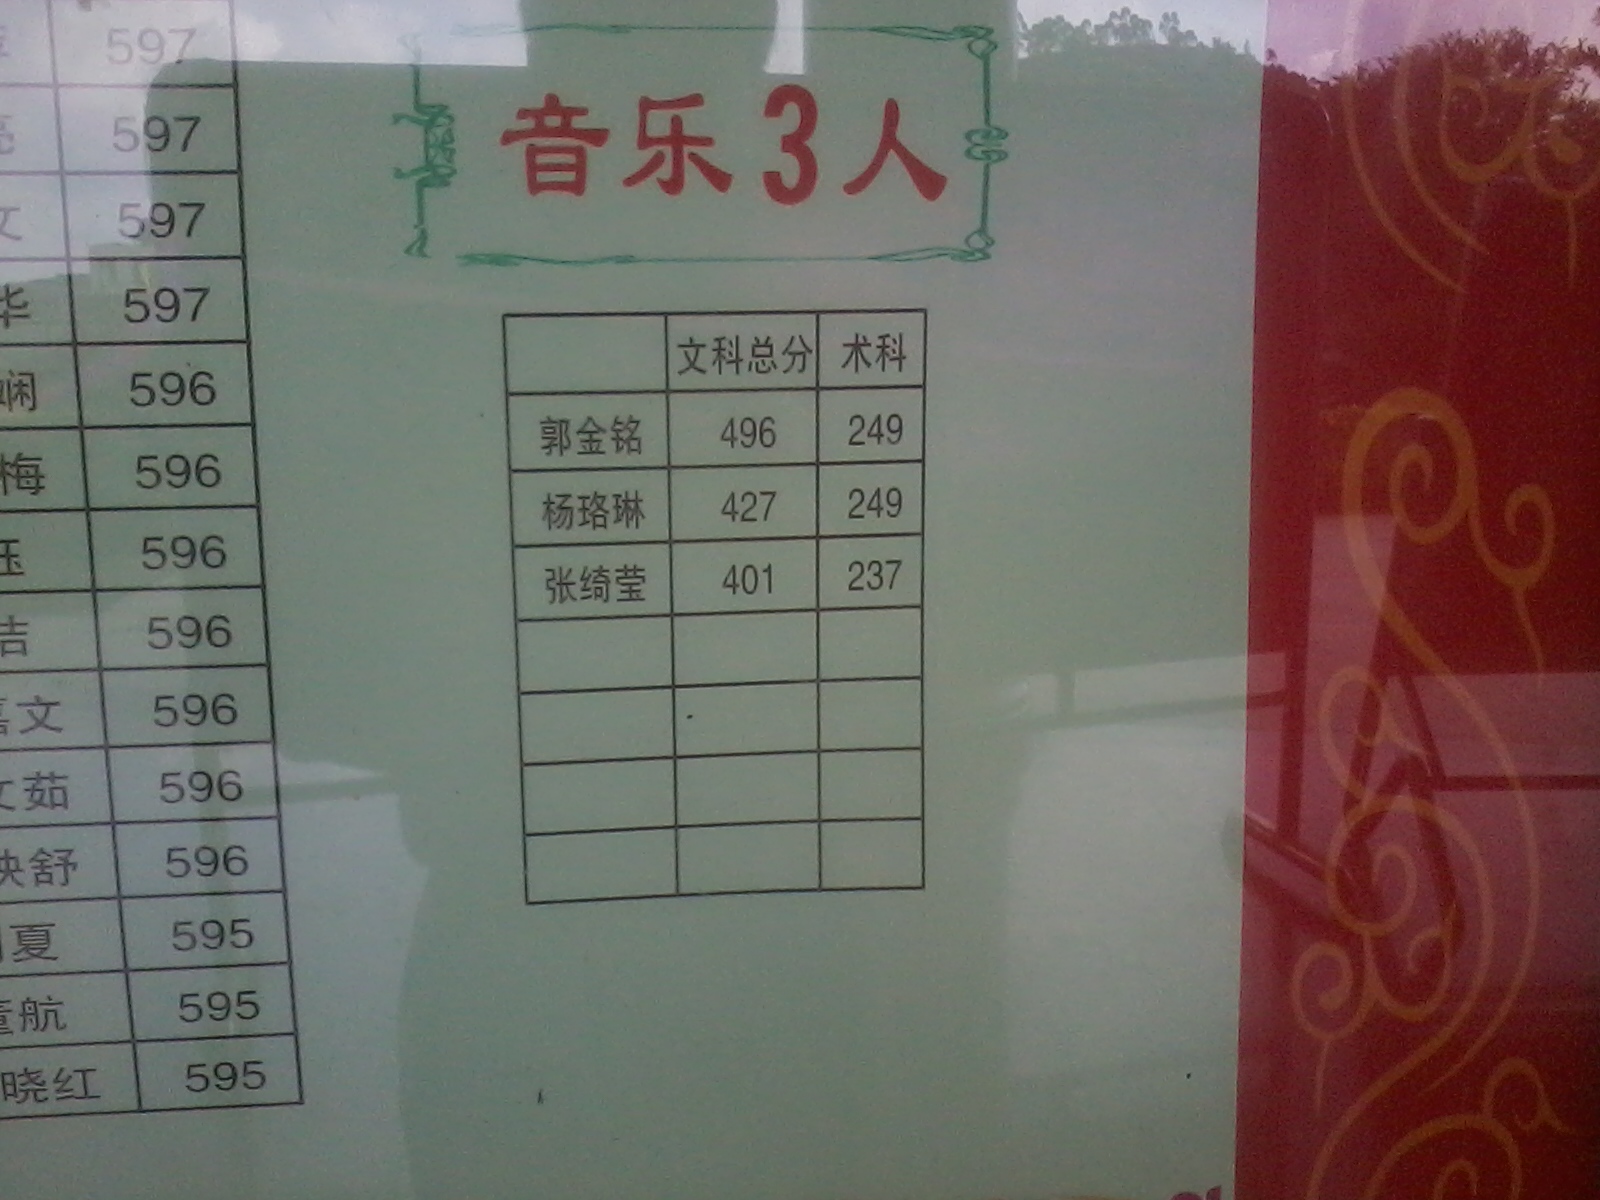 597
597
文 597
华 597
娴 596
梅 596
596
洁 596
嘉文 596
文茹 596
映舒 596
夏 595
童航 595
晓红 595
音乐3人
文科总分 术科
郭金铭 496 249
杨珞琳 427 249
张绮莹 401 237